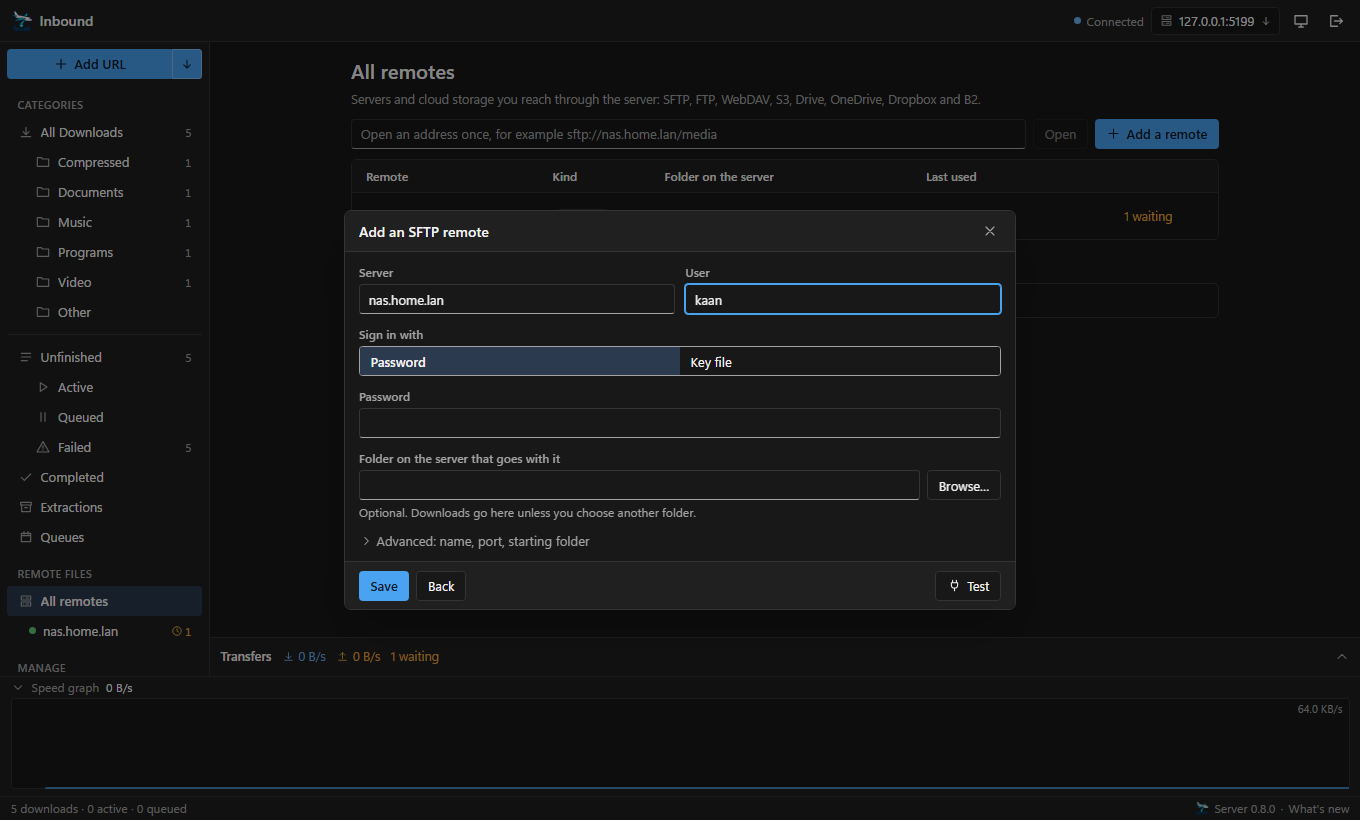 Inbound
Connected
127.0.0.1:5199
Add URL
CATEGORIES
All Downloads 5
Compressed 1
Documents 1
Music 1
Programs 1
Video 1
Other
Unfinished 5
Active
Queued
Failed 5
Completed
Extractions
Queues
REMOTE FILES
All remotes
nas.home.lan 1
MANAGE
All remotes
Servers and cloud storage you reach through the server: SFTP, FTP, WebDAV, S3, Drive, OneDrive, Dropbox and B2.
Open an address once, for example sftp://nas.home.lan/media
Open
Add a remote
Remote Kind Folder on the server Last used
1 waiting
Add an SFTP remote
Server User
nas.home.lan kaan
Sign in with
Password Key file
Password
Folder on the server that goes with it
Browse...
Optional. Downloads go here unless you choose another folder.
Advanced: name, port, starting folder
Save Back Test
Transfers 0 B/s 0 B/s 1 waiting
Speed graph 0 B/s
64.0 KB/s
5 downloads · 0 active · 0 queued
Server 0.8.0 · What's new